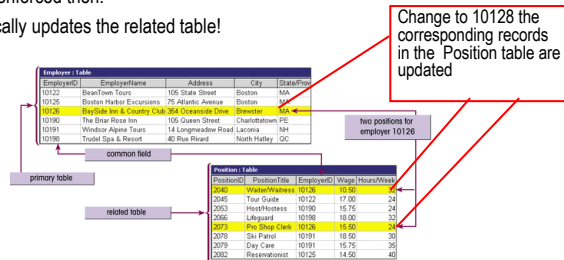 enforced then.
cally updates the related table!
Change to 10128 the
corresponding records
in the Position table are
updated
Employer : Table
EmployerID EmployerName Address City State/Prov
10122 BeanTown Tours 105 State Street Boston MA
10125 Boston Harbor Excursions 75 Atlantic Avenue Boston MA
10126 BaySide Inn & Country Club 354 Oceanside Drive Brewster MA
10190 The Briar Rose Inn 105 Queen Street Charlottetown PE
10191 Windsor Alpine Tours 14 Longmeadow Road Laconia NH
10198 Trudel Spa & Resort 40 Rue Rivard North Hatley QC
two positions for
employer 10126
common field
primary table
related table
Position : Table
PositionID PositionTitle EmployerID Wage Hours/Week
2040 Waiter/Waitress 10126 10.50 32
2045 Tour Guide 10122 17.00 24
2053 Host/Hostess 10190 15.75 24
2066 Lifeguard 10198 18.00 32
2073 Pro Shop Clerk 10126 15.50 24
2078 Ski Patrol 10191 18.50 30
2079 Day Care 10191 15.75 35
2082 Reservationist 10125 14.50 40